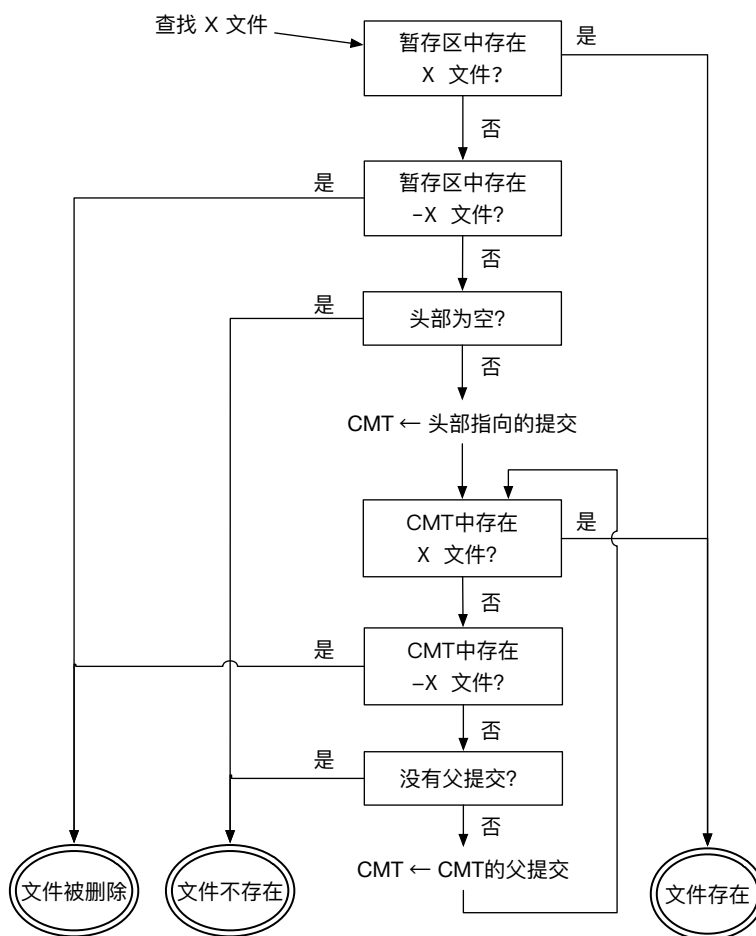 查找 X 文件
暂存区中存在
X 文件？
是
否
暂存区中存在
-X 文件？
是
否
头部为空？
是
否
CMT ← 头部指向的提交
CMT中存在
X 文件？
是
否
CMT中存在
-X 文件？
是
否
没有父提交？
是
否
CMT ← CMT的父提交
文件被删除
文件不存在
文件存在